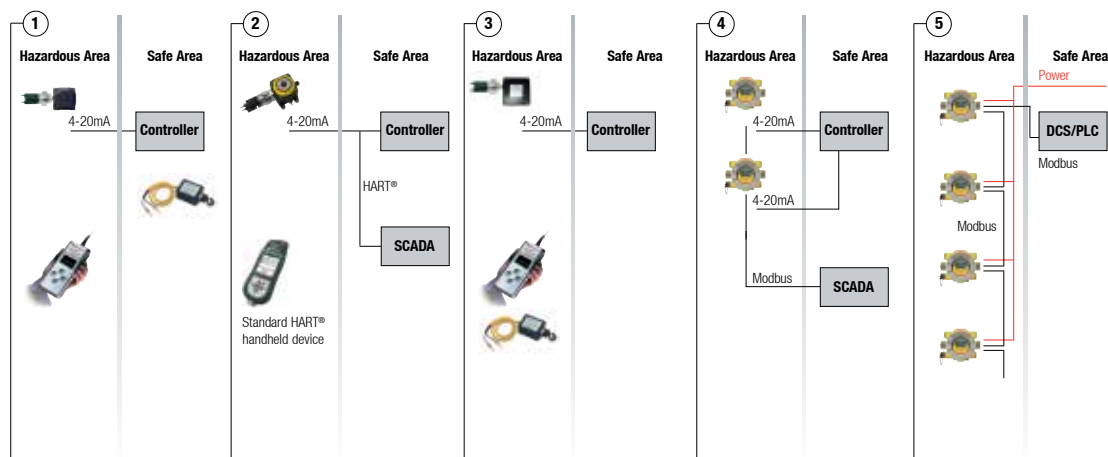 1
Hazardous Area
Safe Area
4-20mA
Controller
2
Hazardous Area
Safe Area
4-20mA
Controller
HART®
SCADA
Standard HART®
handheld device
3
Hazardous Area
Safe Area
4-20mA
Controller
4
Hazardous Area
Safe Area
4-20mA
Controller
4-20mA
Modbus
SCADA
5
Hazardous Area
Safe Area
Power
DCS/PLC
Modbus
Modbus